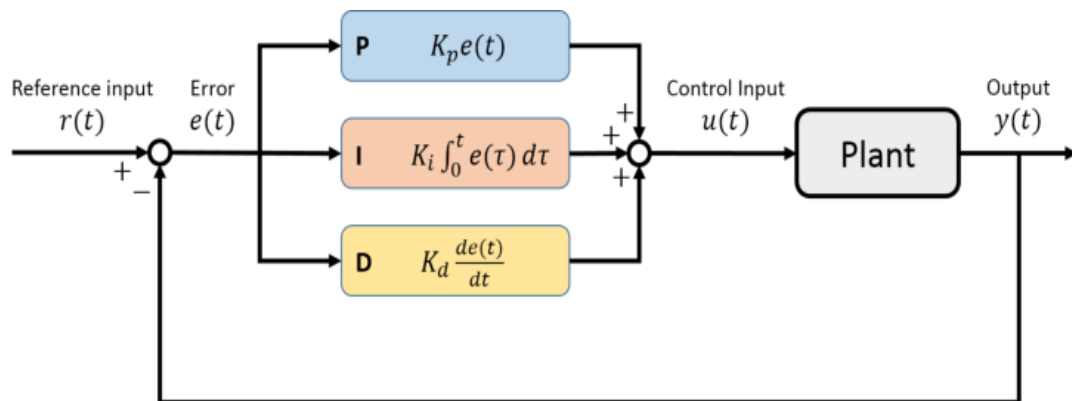 Reference input
r(t)
+
−
Error
e(t)
P K_p e(t)
I K_i ∫_0^t e(τ) dτ
D K_d de(t)/dt
+
+
+
Control Input
u(t)
Plant
Output
y(t)